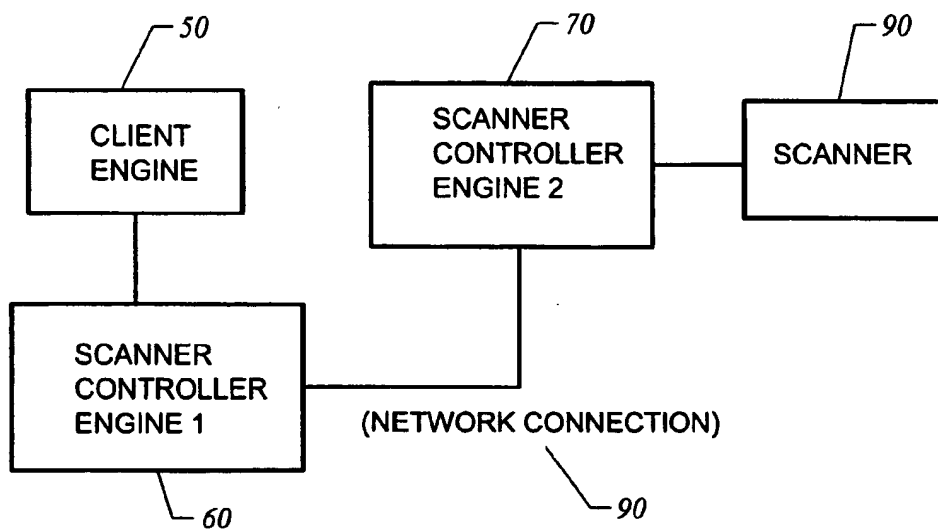 50
CLIENT
ENGINE
70
SCANNER
CONTROLLER
ENGINE 2
90
SCANNER
SCANNER
CONTROLLER
ENGINE 1
60
(NETWORK CONNECTION)
90